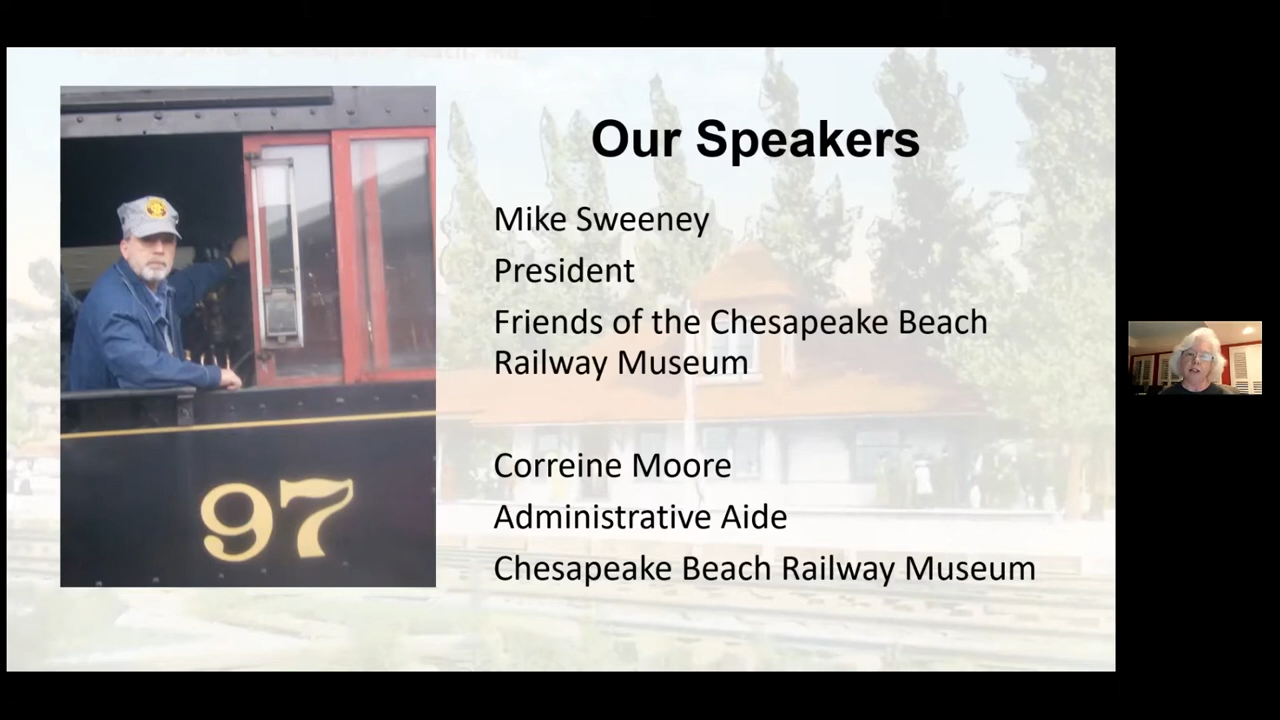 Our Speakers
Mike Sweeney
President
Friends of the Chesapeake Beach
Railway Museum
Correine Moore
Administrative Aide
Chesapeake Beach Railway Museum
97